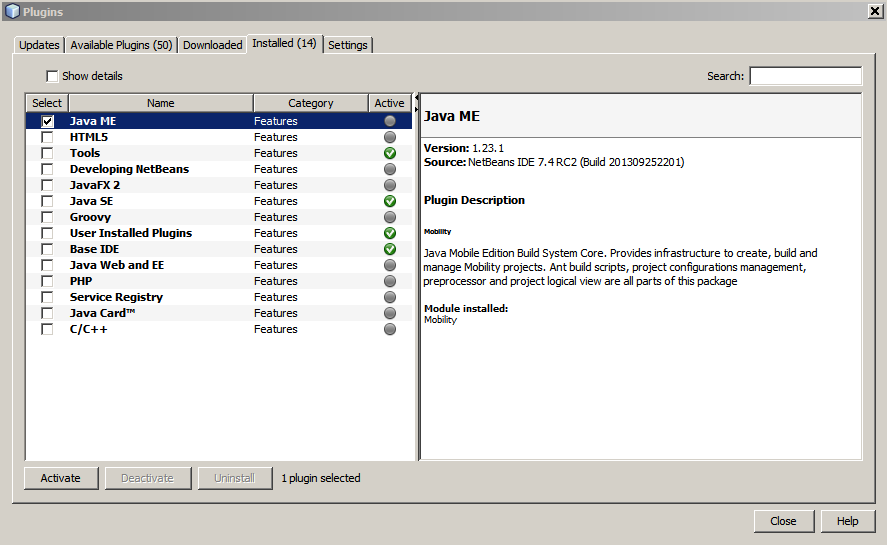 Plugins
Updates Available Plugins (50) Downloaded Installed (14) Settings
Show details Search:
Select Name Category Active
Java ME Features
HTML5 Features
Tools Features
Developing NetBeans Features
JavaFX 2 Features
Java SE Features
Groovy Features
User Installed Plugins Features
Base IDE Features
Java Web and EE Features
PHP Features
Service Registry Features
Java Card™ Features
C/C++ Features
Java ME
Version: 1.23.1
Source: NetBeans IDE 7.4 RC2 (Build 201309252201)
Plugin Description
Mobility
Java Mobile Edition Build System Core. Provides infrastructure to create, build and
manage Mobility projects. Ant build scripts, project configurations management,
preprocessor and project logical view are all parts of this package
Module installed:
Mobility
Activate Deactivate Uninstall 1 plugin selected
Close Help